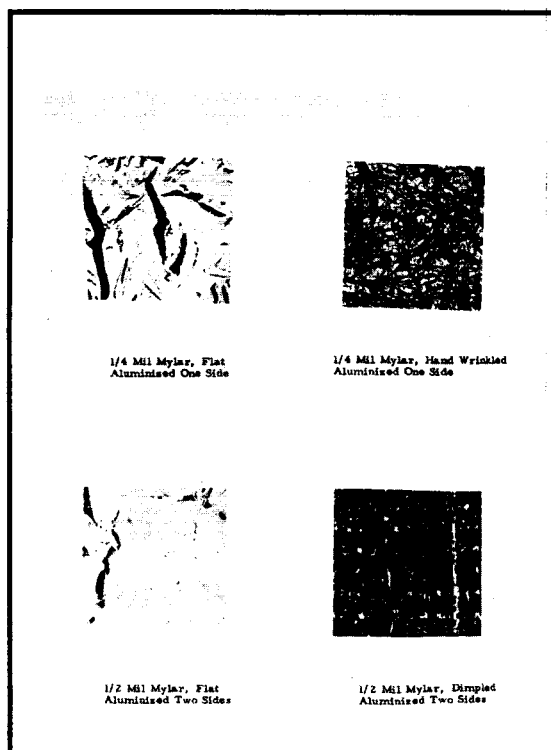 1/4 Mil Mylar, Flat
Aluminized One Side
1/4 Mil Mylar, Hand Wrinkled
Aluminized One Side
1/2 Mil Mylar, Flat
Aluminized Two Sides
1/2 Mil Mylar, Dimpled
Aluminized Two Sides